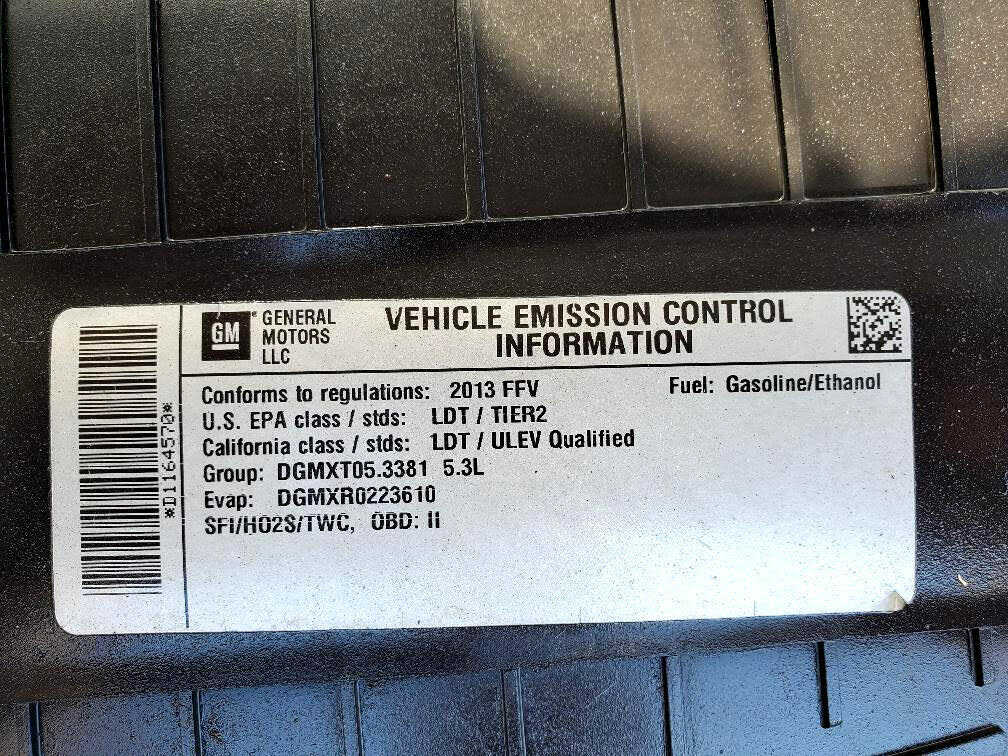 GM
GENERAL
MOTORS
LLC
VEHICLE EMISSION CONTROL
INFORMATION
Conforms to regulations: 2013 FFV
Fuel: Gasoline/Ethanol
U.S. EPA class / stds: LDT / TIER2
California class / stds: LDT / ULEV Qualified
Group: DGMXT05.3381 5.3L
Evap: DGMXR0223610
SFI/HO2S/TWC, OBD: II
*D1164570*